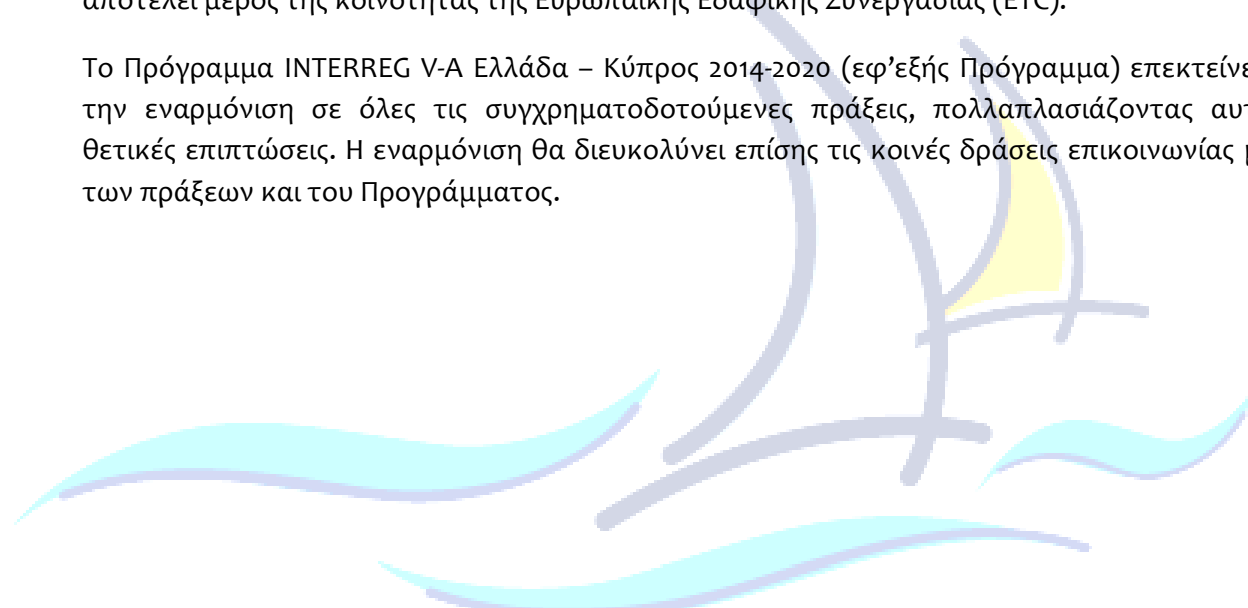 αποτελεί μέρος της κοινότητας της Ευρωπαϊκής Εδαφικής Συνεργασίας (ETC).
Το Πρόγραμμα INTERREG V-A Ελλάδα – Κύπρος 2014-2020 (εφ’εξής Πρόγραμμα) επεκτείνε
την εναρμόνιση σε όλες τις συγχρηματοδοτούμενες πράξεις, πολλαπλασιάζοντας αυτ
θετικές επιπτώσεις. Η εναρμόνιση θα διευκολύνει επίσης τις κοινές δράσεις επικοινωνίας μ
των πράξεων και του Προγράμματος.